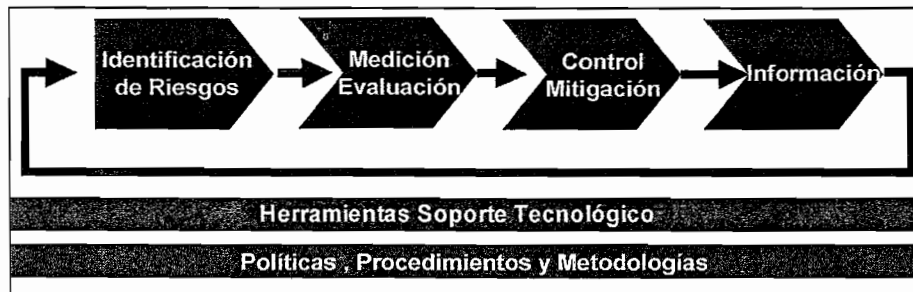 Identificación
de Riesgos
Medición
Evaluación
Control
Mitigación
Información
Herramientas Soporte Tecnológico
Políticas , Procedimientos y Metodologías